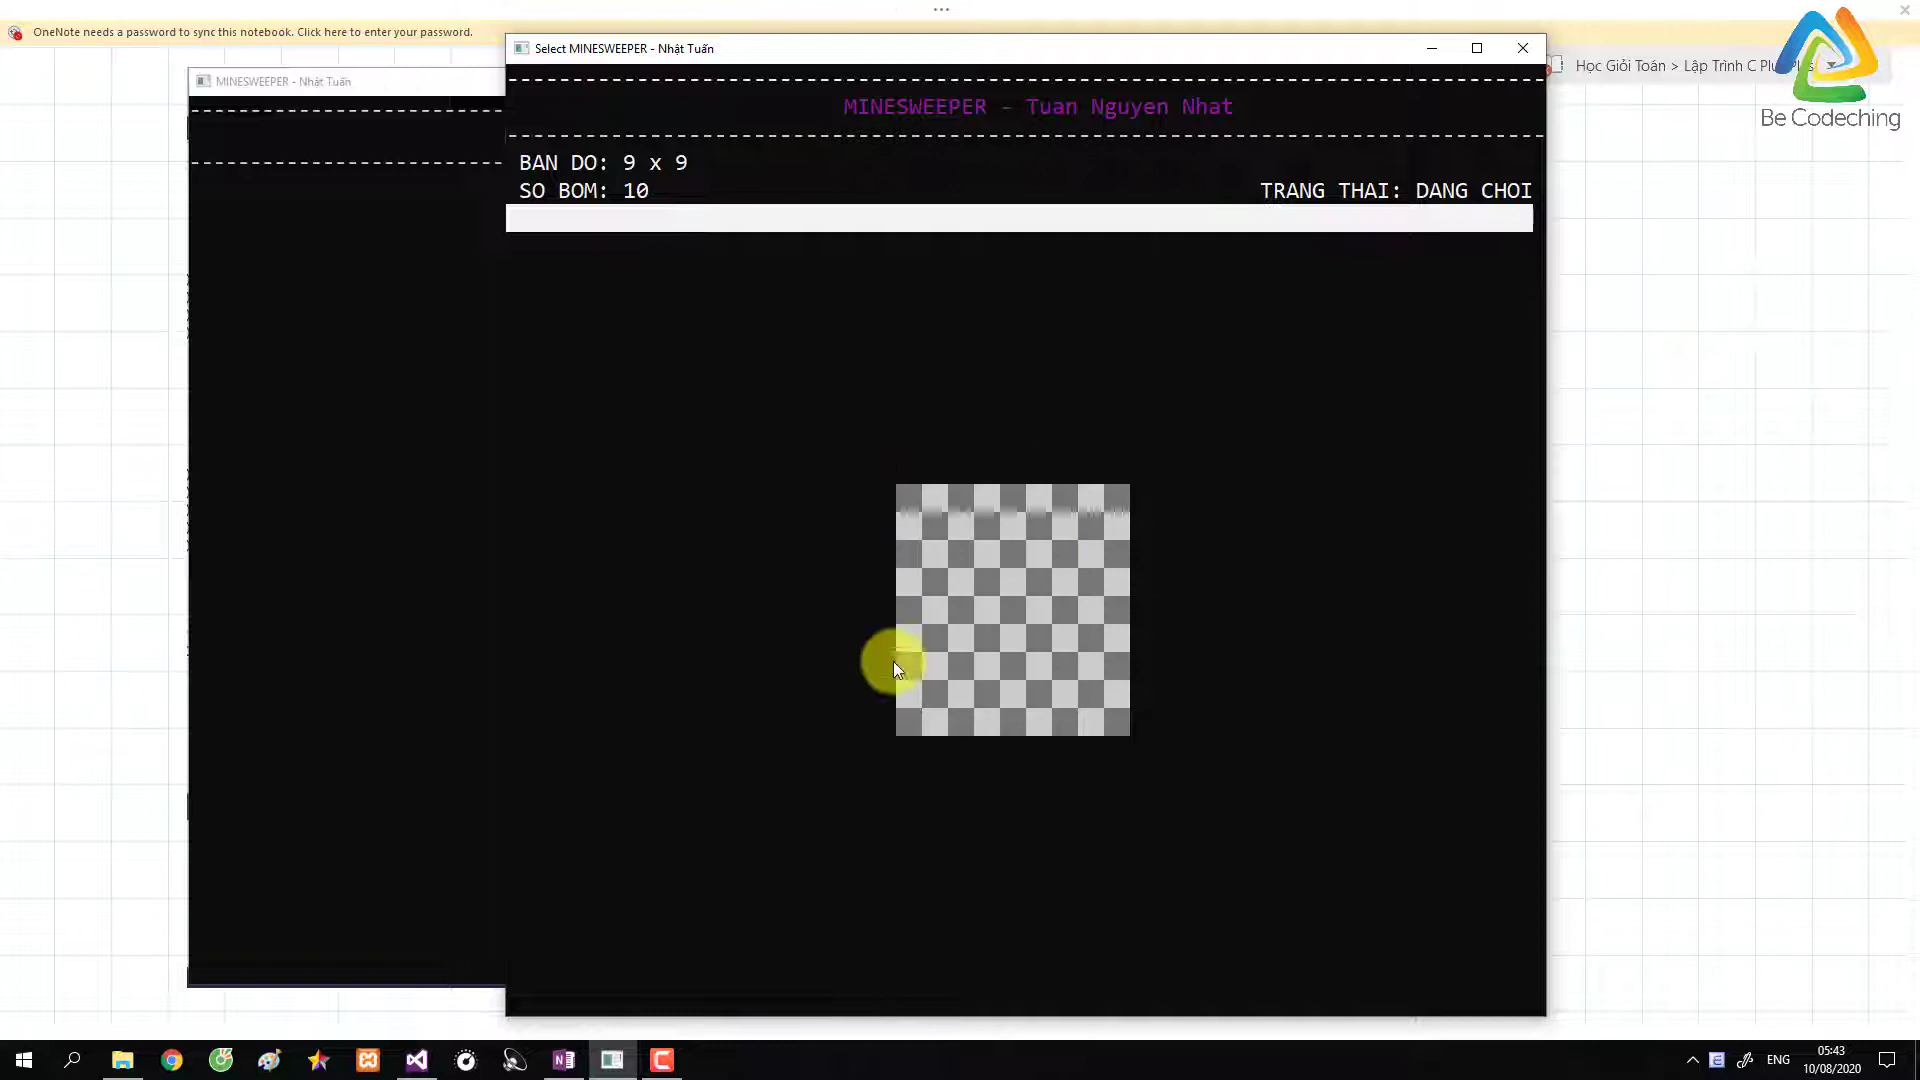 OneNote needs a password to sync this notebook. Click here to enter your password.
Select MINESWEEPER - Nhật Tuấn
Học Giỏi Toán > Lập Trình C Plus Plus
MINESWEEPER - Nhật Tuấn
MINESWEEPER - Tuan Nguyen Nhat
Be Codeching
BAN DO: 9 x 9
SO BOM: 10
TRANG THAI: DANG CHOI
ENG
05:43
10/08/2020